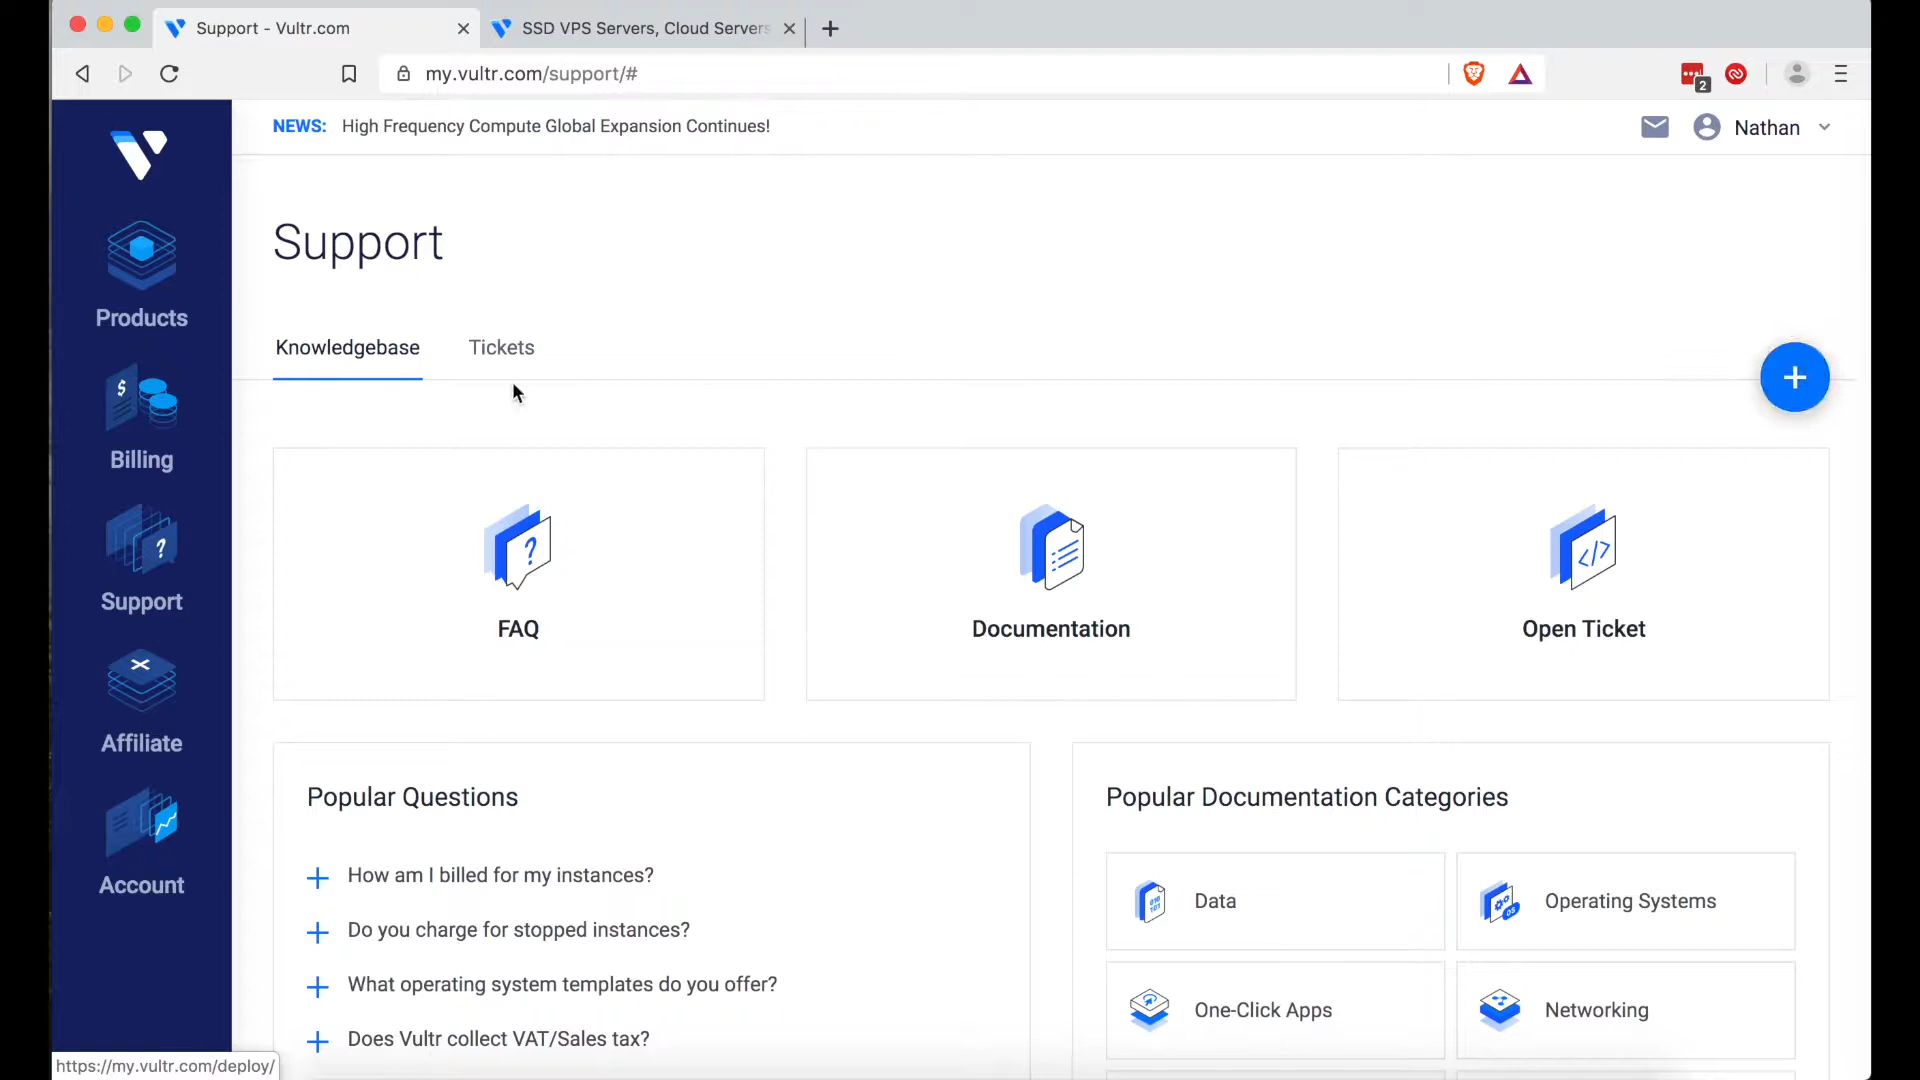 Support - Vultr.com
SSD VPS Servers, Cloud Servers
my.vultr.com/support/#
2
NEWS: High Frequency Compute Global Expansion Continues!
Nathan
Products
Billing
Support
Affiliate
Account
Support
Knowledgebase
Tickets
FAQ
Documentation
Open Ticket
Popular Questions
How am I billed for my instances?
Do you charge for stopped instances?
What operating system templates do you offer?
Does Vultr collect VAT/Sales tax?
Popular Documentation Categories
Data
Operating Systems
One-Click Apps
Networking
https://my.vultr.com/deploy/